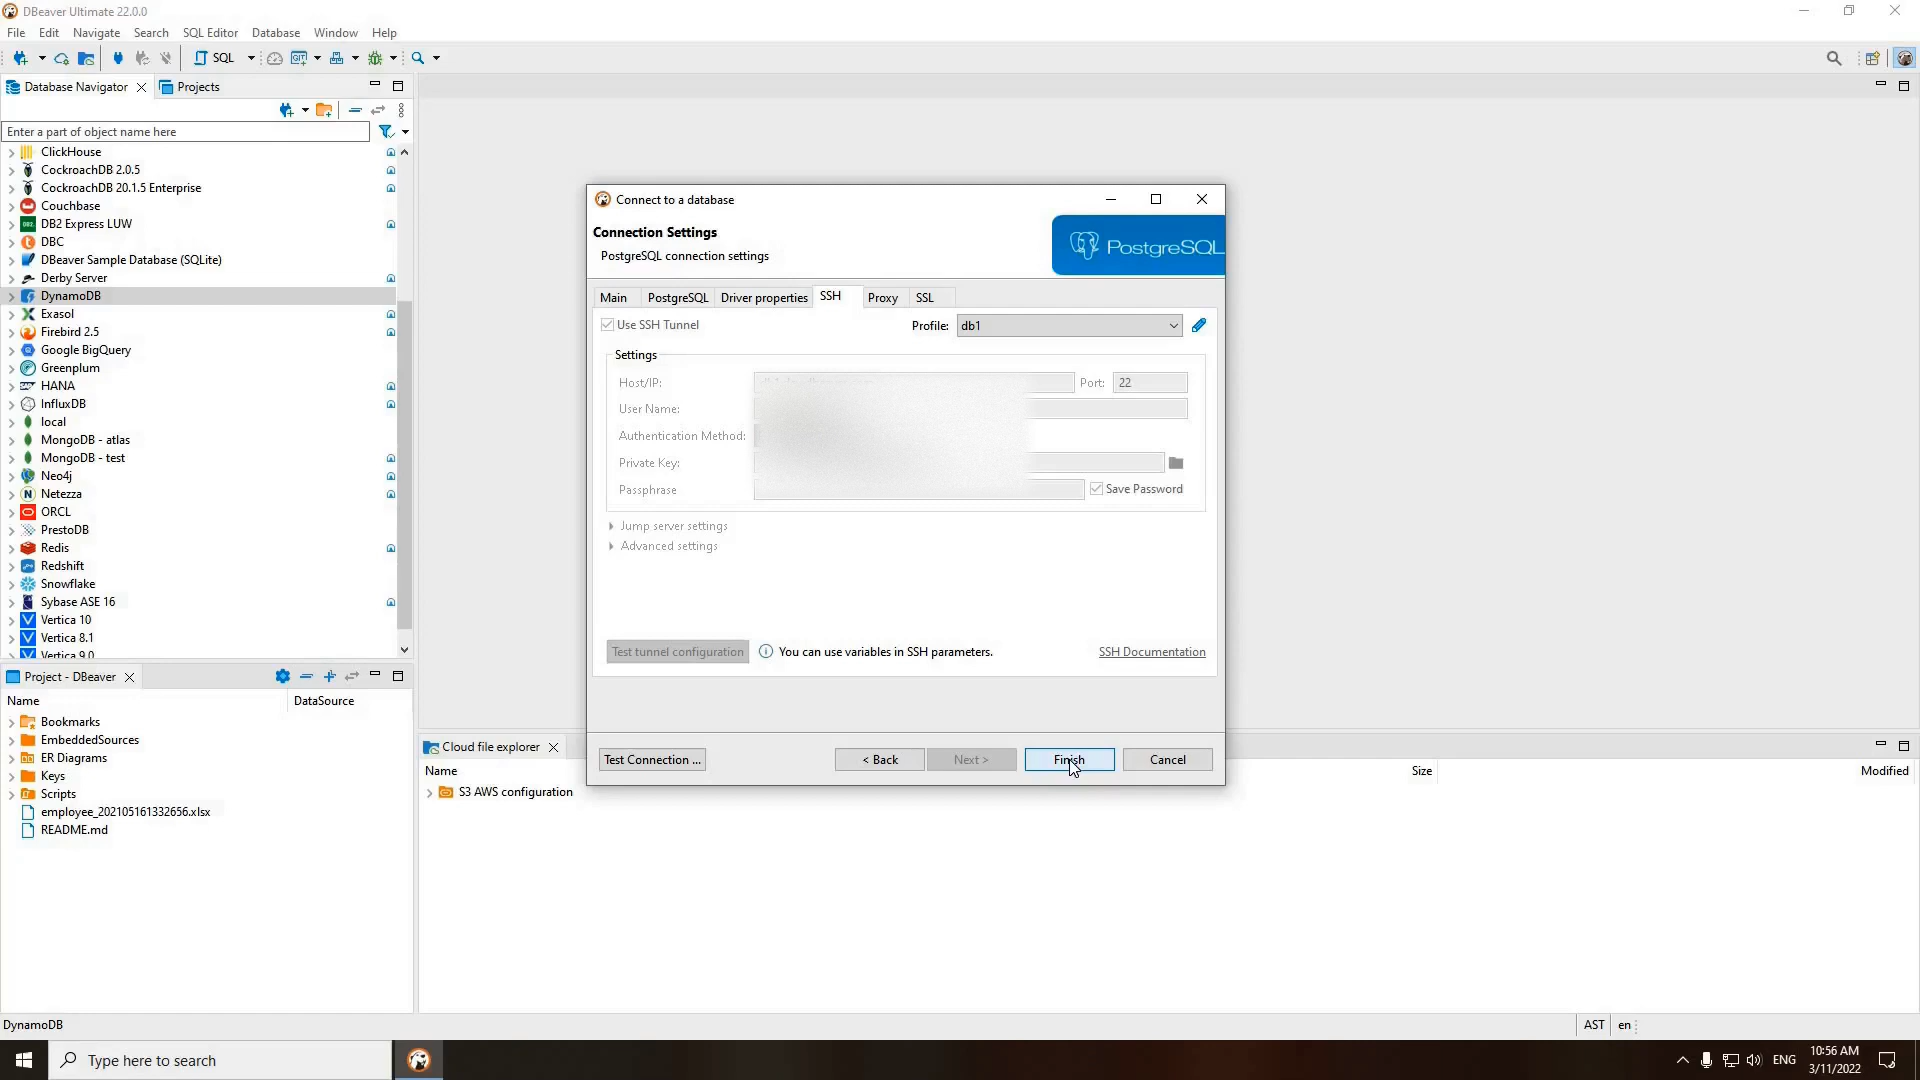 DBeaver Ultimate 22.0.0
File Edit Navigate Search SQL Editor Database Window Help
SQL
Database Navigator Projects
Enter a part of object name here
ClickHouse
CockroachDB 2.0.5
CockroachDB 20.1.5 Enterprise
Couchbase
DB2 Express LUW
DBC
DBeaver Sample Database (SQLite)
Derby Server
DynamoDB
Exasol
Firebird 2.5
Google BigQuery
Greenplum
HANA
InfluxDB
local
MongoDB - atlas
MongoDB - test
Neo4j
Netezza
ORCL
PrestoDB
Redis
Redshift
Snowflake
Sybase ASE 16
Vertica 10
Vertica 8.1
Vertica 9.0
Project - DBeaver
Name DataSource
Bookmarks
EmbeddedSources
ER Diagrams
Keys
Scripts
employee_202105161332656.xlsx
README.md
Connect to a database
Connection Settings
PostgreSQL connection settings
PostgreSQL
Main PostgreSQL Driver properties SSH Proxy SSL
Use SSH Tunnel Profile: db1
Settings
Host/IP: Port: 22
User Name:
Authentication Method:
Private Key:
Passphrase Save Password
Jump server settings
Advanced settings
Test tunnel configuration You can use variables in SSH parameters. SSH Documentation
Test Connection ... < Back Next > Finish Cancel
Cloud file explorer
Name Size Modified
S3 AWS configuration
DynamoDB AST en
Type here to search ENG 10:56 AM
3/11/2022